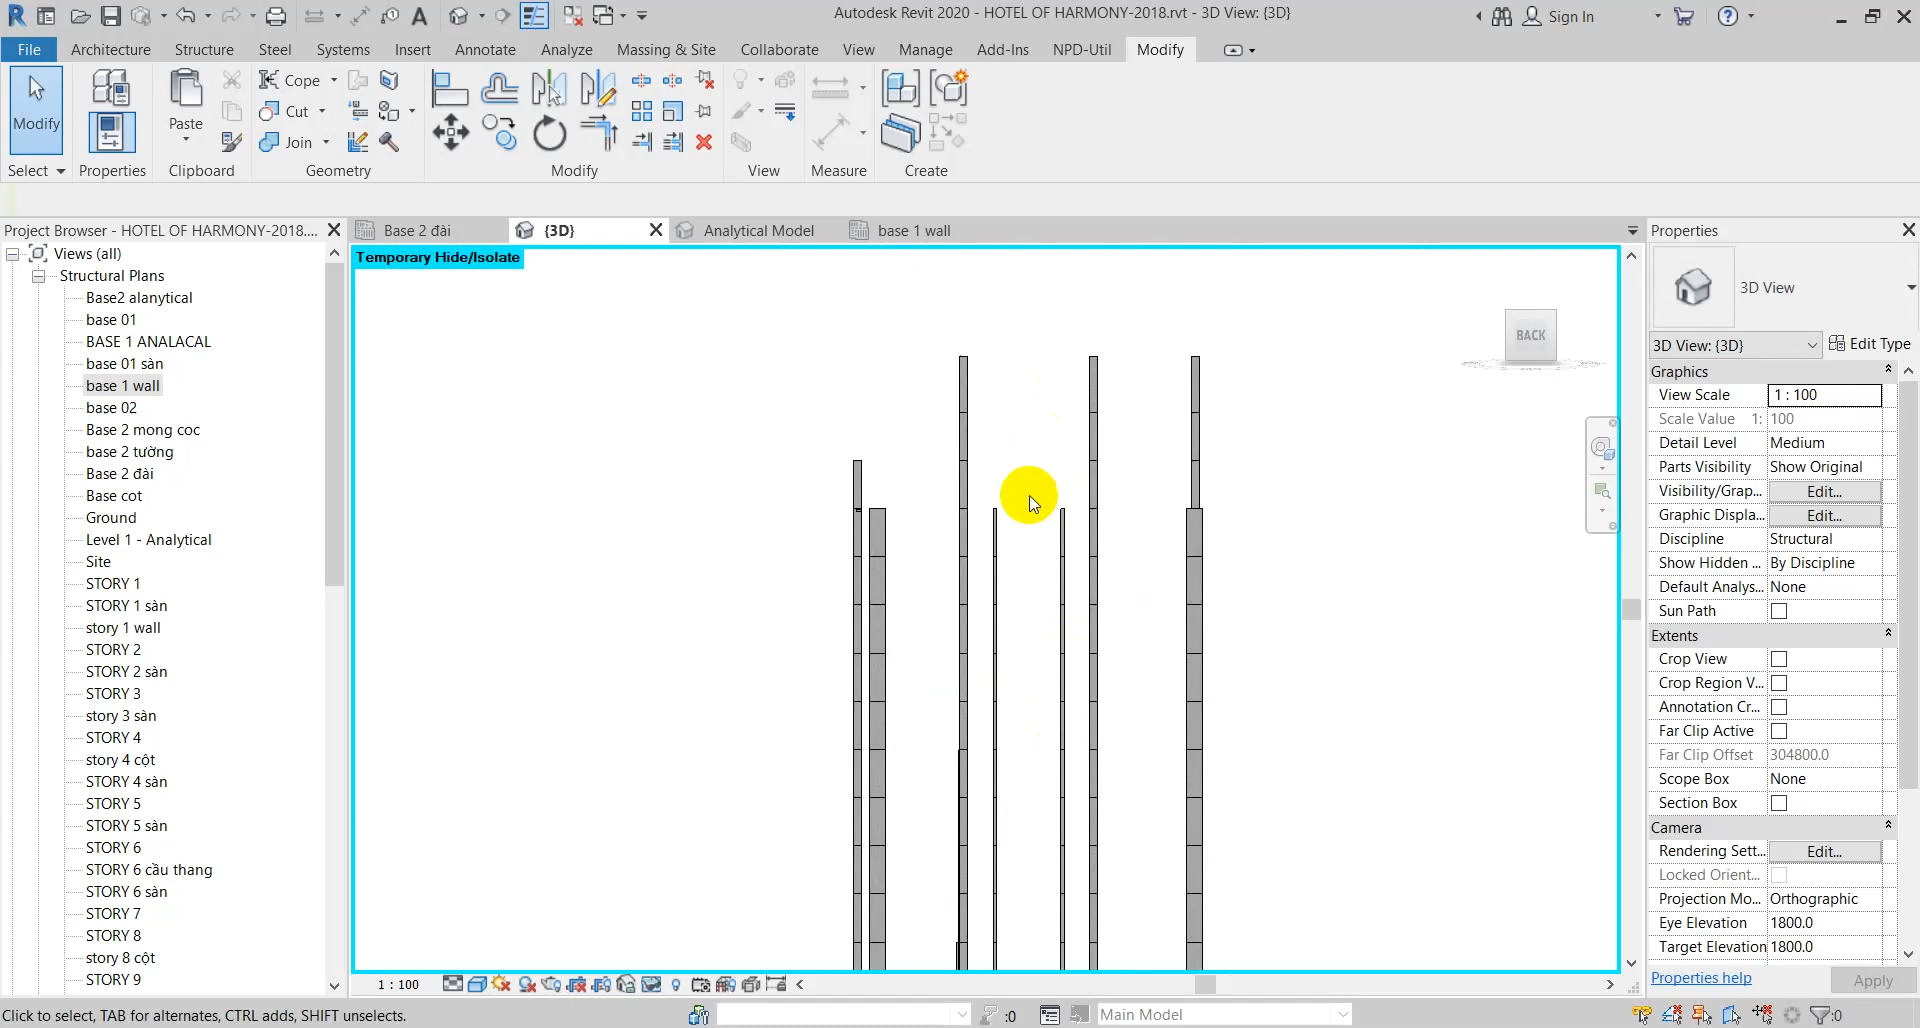 Autodesk Revit 2020 - HOTEL OF HARMONY-2018.rvt - 3D View: {3D}
Sign In
File
Architecture
Structure
Steel
Systems
Insert
Annotate
Analyze
Massing & Site
Collaborate
View
Manage
Add-Ins
NPD-Util
Modify
Modify
Paste
Cope
Cut
Join
Select
Properties
Clipboard
Geometry
Modify
View
Measure
Create
Project Browser - HOTEL OF HARMONY-2018....
Views (all)
Structural Plans
Base2 alanytical
base 01
BASE 1 ANALACAL
base 01 sàn
base 1 wall
base 02
Base 2 mong coc
base 2 tường
Base 2 đài
Base cot
Ground
Level 1 - Analytical
Site
STORY 1
STORY 1 sàn
story 1 wall
STORY 2
STORY 2 sàn
STORY 3
story 3 sàn
STORY 4
story 4 cột
STORY 4 sàn
STORY 5
STORY 5 sàn
STORY 6
STORY 6 cầu thang
STORY 6 sàn
STORY 7
STORY 8
story 8 cột
STORY 9
Base 2 đài
{3D}
Analytical Model
base 1 wall
Temporary Hide/Isolate
BACK
Properties
3D View
3D View: {3D}
Edit Type
Graphics
View Scale 1 : 100
Scale Value 1: 100
Detail Level Medium
Parts Visibility Show Original
Visibility/Grap... Edit...
Graphic Displa... Edit...
Discipline Structural
Show Hidden ... By Discipline
Default Analys... None
Sun Path
Extents
Crop View
Crop Region V...
Annotation Cr...
Far Clip Active
Far Clip Offset 304800.0
Scope Box None
Section Box
Camera
Rendering Sett... Edit...
Locked Orient...
Projection Mo... Orthographic
Eye Elevation 1800.0
Target Elevation 1800.0
Properties help
Apply
1 : 100
Click to select, TAB for alternates, CTRL adds, SHIFT unselects.
:0
Main Model
:0